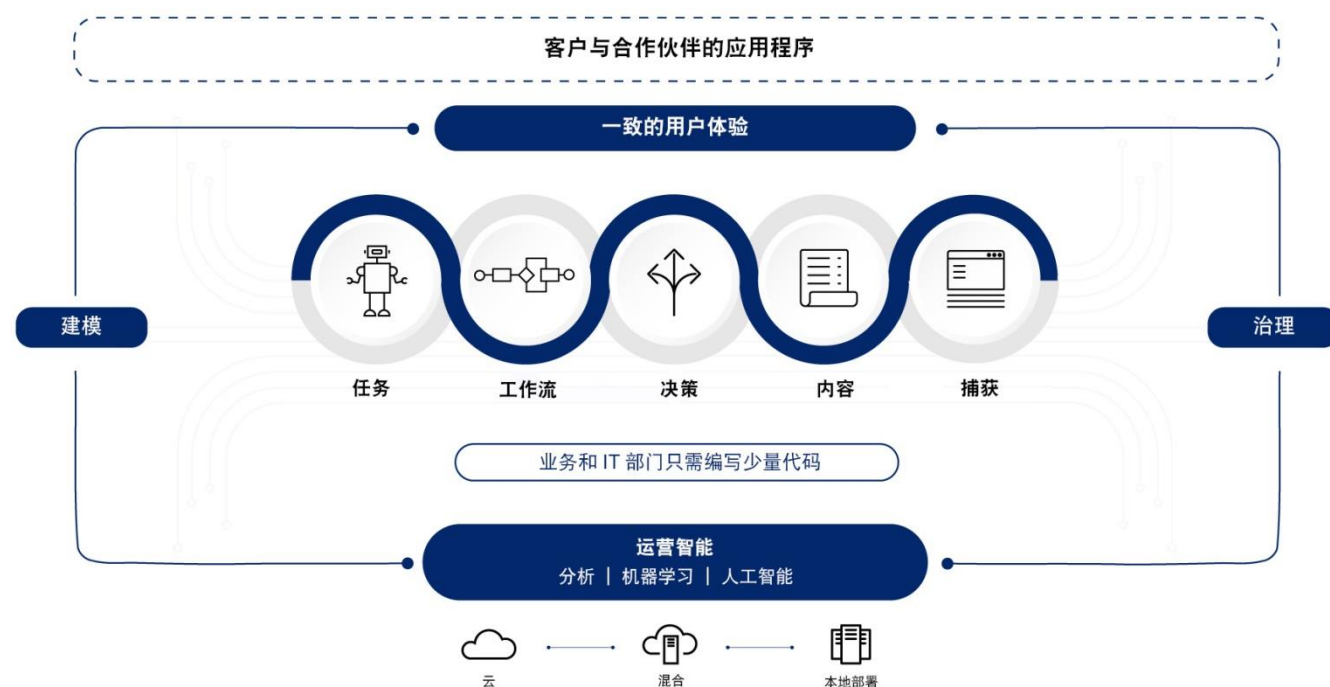 客户与合作伙伴的应用程序
一致的用户体验
建模
治理
任务
工作流
决策
内容
捕获
业务和 IT 部门只需编写少量代码
运营智能
分析 | 机器学习 | 人工智能
云
混合
本地部署